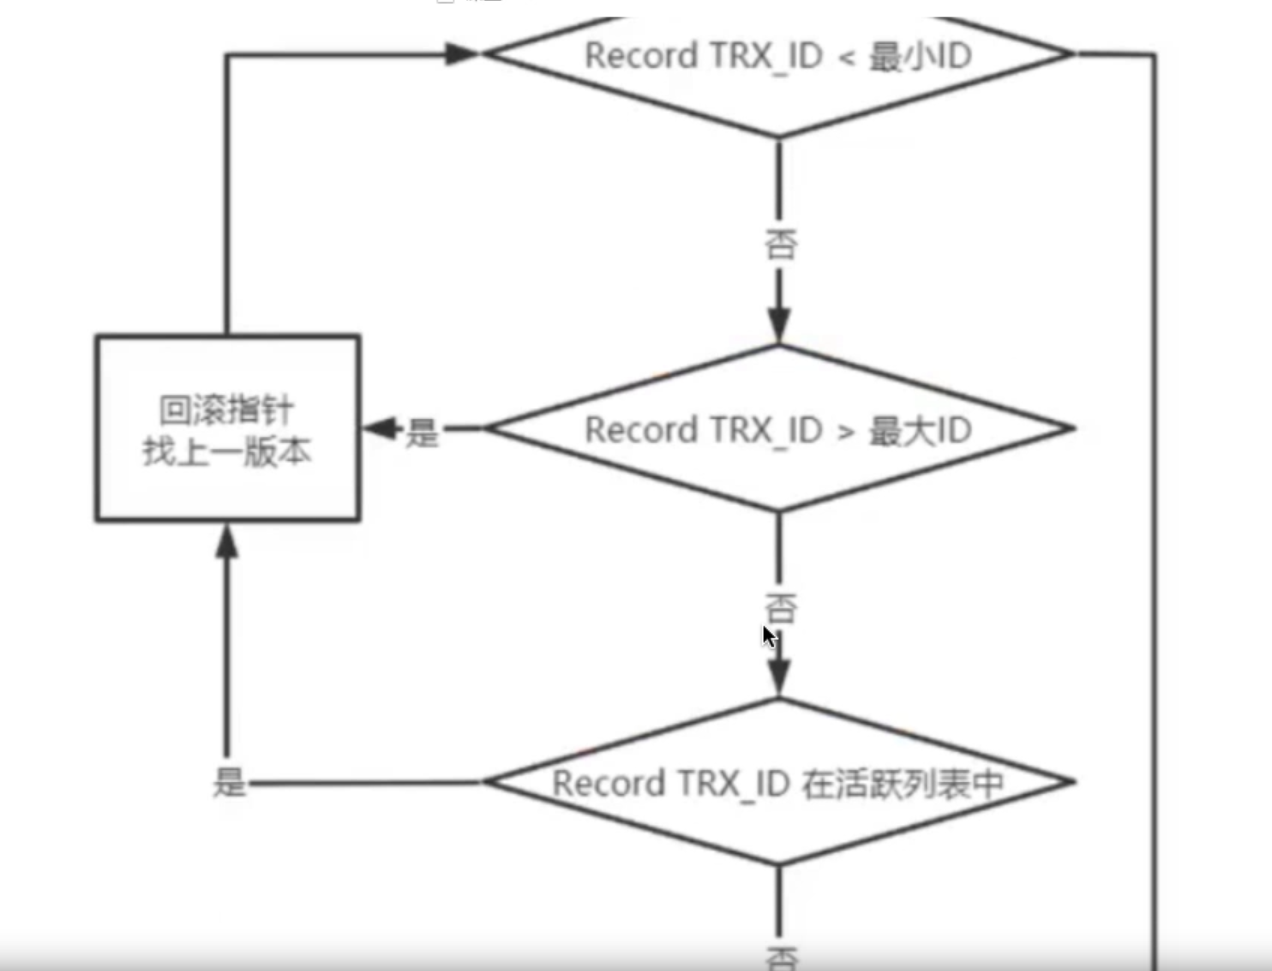 Record TRX_ID < 最小ID
否
回滚指针
找上一版本
是
Record TRX_ID > 最大ID
否
是
Record TRX_ID 在活跃列表中
否